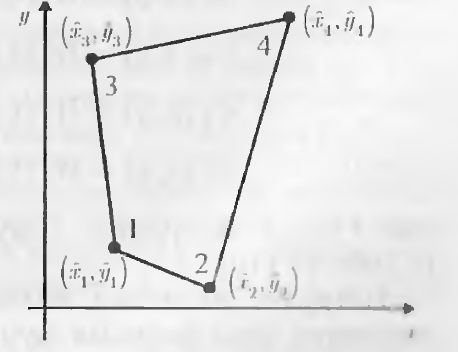 y
(x̂₃, ŷ₃)
(x̂₄, ŷ₄)
4
3
1
(x̂₁, ŷ₁)
2
(x̂₂, ŷ₂)